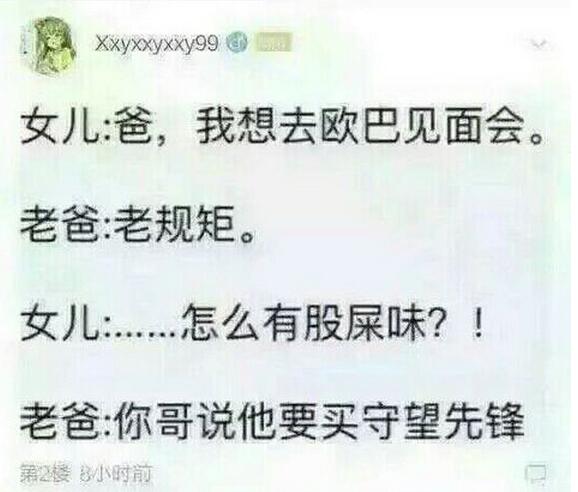 Xxyxxyxxy99
女儿:爸，我想去欧巴见面会。
老爸:老规矩。
女儿:……怎么有股屎味？！
老爸:你哥说他要买守望先锋
第2楼 8小时前